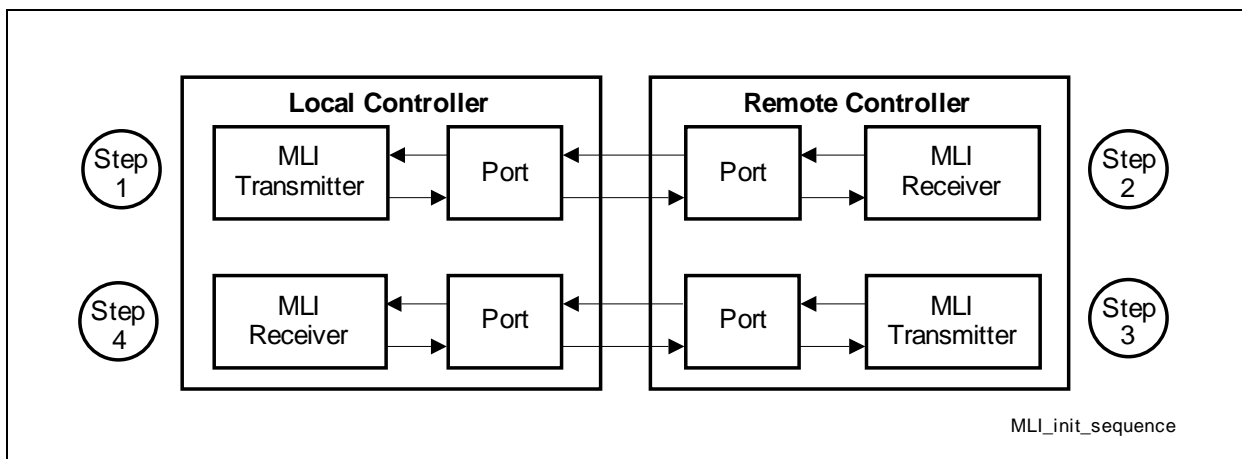 Local Controller
Remote Controller
Step
1
MLI
Transmitter
Port
Port
MLI
Receiver
Step
2
Step
4
MLI
Receiver
Port
Port
MLI
Transmitter
Step
3
MLI_init_sequence